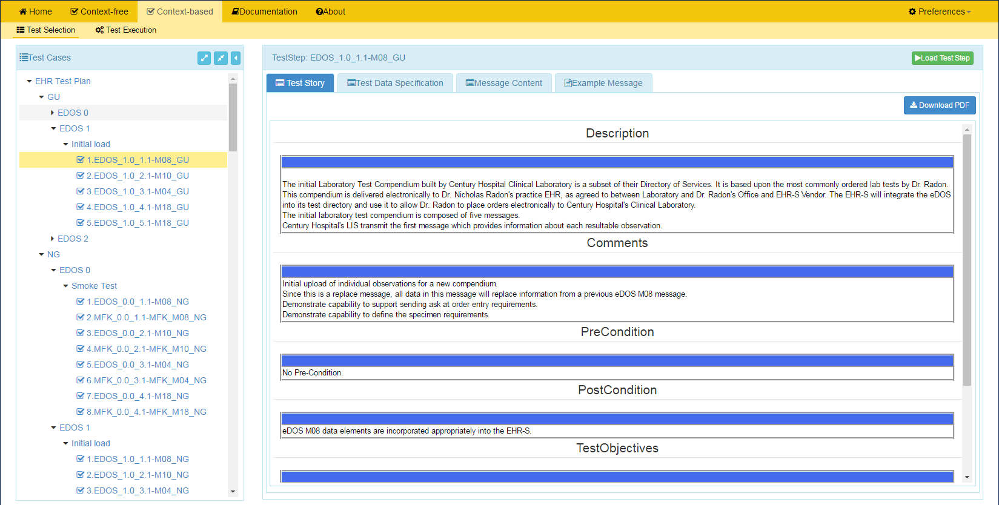 Home
Context-free
Context-based
Documentation
About
Preferences
Test Selection
Test Execution
Test Cases
EHR Test Plan
GU
EDOS 0
EDOS 1
Initial load
1.EDOS_1.0_1.1-M08_GU
2.EDOS_1.0_2.1-M10_GU
3.EDOS_1.0_3.1-M04_GU
4.EDOS_1.0_4.1-M18_GU
5.EDOS_1.0_5.1-M18_GU
EDOS 2
NG
EDOS 0
Smoke Test
1.EDOS_0.0_1.1-M08_NG
2.MFK_0.0_1.1-MFK_M08_NG
3.EDOS_0.0_2.1-M10_NG
4.MFK_0.0_2.1-MFK_M10_NG
5.EDOS_0.0_3.1-M04_NG
6.MFK_0.0_3.1-MFK_M04_NG
7.EDOS_0.0_4.1-M18_NG
8.MFK_0.0_4.1-MFK_M18_NG
EDOS 1
Initial load
1.EDOS_1.0_1.1-M08_NG
2.EDOS_1.0_2.1-M10_NG
3.EDOS_1.0_3.1-M04_NG
TestStep: EDOS_1.0_1.1-M08_GU
Load Test Step
Test Story
Test Data Specification
Message Content
Example Message
Download PDF
Description
The initial Laboratory Test Compendium built by Century Hospital Clinical Laboratory is a subset of their Directory of Services. It is based upon the most commonly ordered lab tests by Dr. Radon.
This compendium is delivered electronically to Dr. Nicholas Radon's practice EHR, as agreed to between Laboratory and Dr. Radon's Office and EHR-S Vendor. The EHR-S will integrate the eDOS
into its test directory and use it to allow Dr. Radon to place orders electronically to Century Hospital's Clinical Laboratory.
The initial laboratory test compendium is composed of five messages.
Century Hospital's LIS transmit the first message which provides information about each resultable observation.
Comments
Initial upload of individual observations for a new compendium.
Since this is a replace message, all data in this message will replace information from a previous eDOS M08 message.
Demonstrate capability to support sending ask at order entry requirements.
Demonstrate capability to define the specimen requirements.
PreCondition
No Pre-Condition.
PostCondition
eDOS M08 data elements are incorporated appropriately into the EHR-S.
TestObjectives